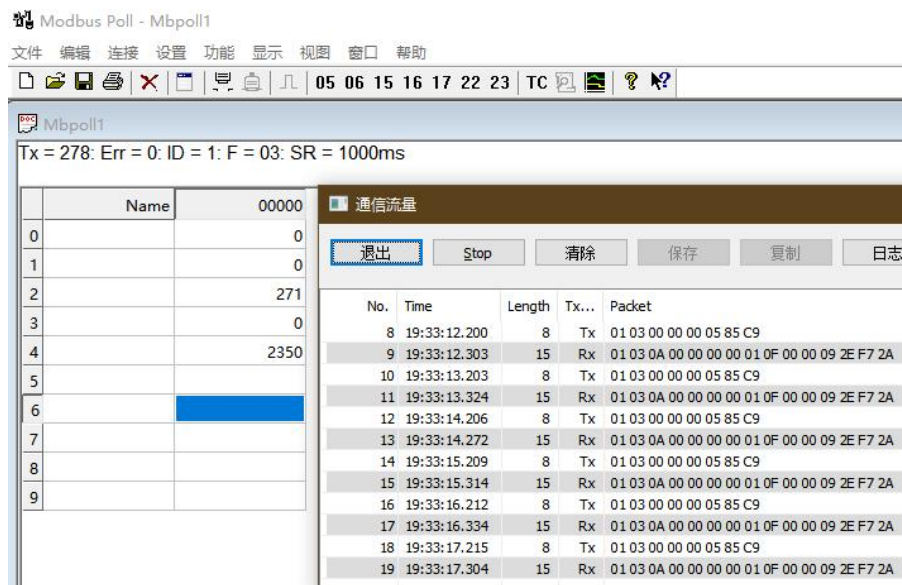 Modbus Poll - Mbpoll1
文件 编辑 连接 设置 功能 显示 视图 窗口 帮助
05 06 15 16 17 22 23 TC
Mbpoll1
Tx = 278: Err = 0: ID = 1: F = 03: SR = 1000ms
Name 00000
0 0
1 0
2 271
3 0
4 2350
5
6
7
8
9
通信流量
退出 Stop 清除 保存 复制 日志
No. Time Length Tx... Packet
8 19:33:12.200 8 Tx 01 03 00 00 00 05 85 C9
9 19:33:12.303 15 Rx 01 03 0A 00 00 00 00 01 0F 00 00 09 2E F7 2A
10 19:33:13.203 8 Tx 01 03 00 00 00 05 85 C9
11 19:33:13.324 15 Rx 01 03 0A 00 00 00 00 01 0F 00 00 09 2E F7 2A
12 19:33:14.206 8 Tx 01 03 00 00 00 05 85 C9
13 19:33:14.272 15 Rx 01 03 0A 00 00 00 00 01 0F 00 00 09 2E F7 2A
14 19:33:15.209 8 Tx 01 03 00 00 00 05 85 C9
15 19:33:15.314 15 Rx 01 03 0A 00 00 00 00 01 0F 00 00 09 2E F7 2A
16 19:33:16.212 8 Tx 01 03 00 00 00 05 85 C9
17 19:33:16.334 15 Rx 01 03 0A 00 00 00 00 01 0F 00 00 09 2E F7 2A
18 19:33:17.215 8 Tx 01 03 00 00 00 05 85 C9
19 19:33:17.304 15 Rx 01 03 0A 00 00 00 00 01 0F 00 00 09 2E F7 2A